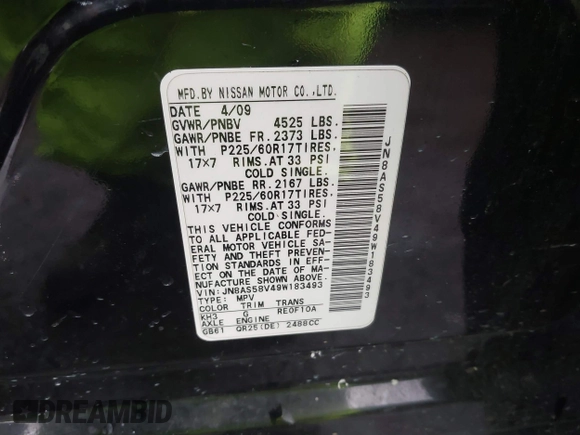 MFD.BY NISSAN MOTOR CO.,LTD.
DATE 4/09
GVWR/PNBV 4525 LBS.
GAWR/PNBE FR. 2373 LBS.
WITH P225/60R17TIRES.
17×7 RIMS.AT 33 PSI
COLD SINGLE.
GAWR/PNBE RR. 2167 LBS.
WITH P225/60R17TIRES.
17×7 RIMS.AT 33 PSI
COLD SINGLE.
THIS VEHICLE CONFORMS
TO ALL APPLICABLE FED-
ERAL MOTOR VEHICLE SA-
FETY AND THEFT PREVENT-
ION STANDARDS IN EFFECT
ON THE DATE OF MA-
NUFACTURE SHOWN ABOVE.
VIN: JN8AS58V49W183493
TYPE: MPV
COLOR TRIM TRANS
KH3 G RE0F10A
AXLE ENGINE
GB61 QR25(DE) 2488CC
JN8AS58V49W183493
DREAMBID